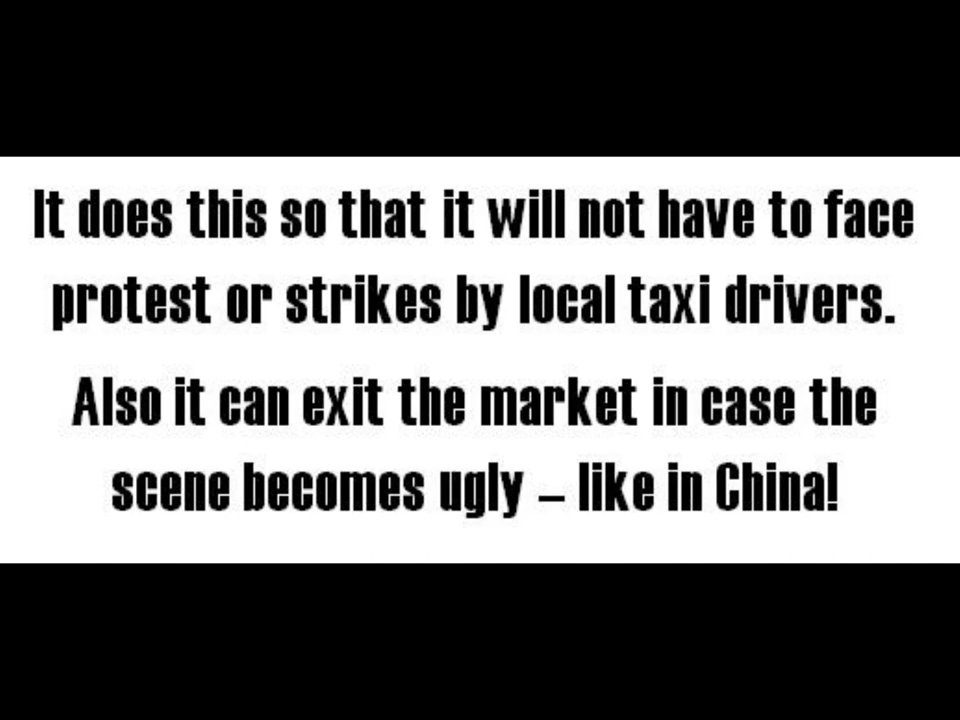 It does this so that it will not have to face
protest or strikes by local taxi drivers.
Also it can exit the market in case the
scene becomes ugly – like in China!